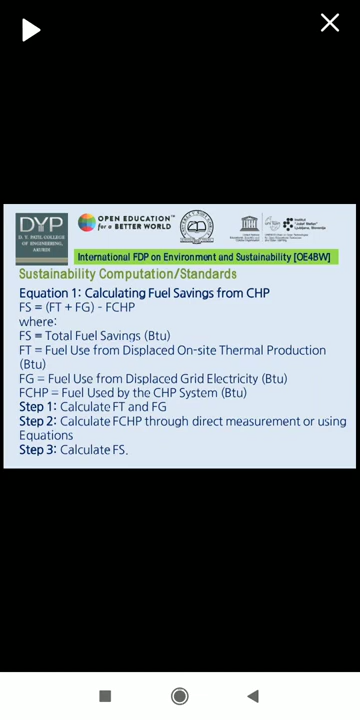 DYP
D. Y. PATIL COLLEGE
OF ENGINEERING,
AKURDI
OPEN EDUCATION™
for a BETTER WORLD
International FDP on Environment and Sustainability [OE4BW]
Sustainability Computation/Standards
Equation 1: Calculating Fuel Savings from CHP
FS = (FT + FG) - FCHP
where:
FS = Total Fuel Savings (Btu)
FT = Fuel Use from Displaced On-site Thermal Production
(Btu)
FG = Fuel Use from Displaced Grid Electricity (Btu)
FCHP = Fuel Used by the CHP System (Btu)
Step 1: Calculate FT and FG
Step 2: Calculate FCHP through direct measurement or using
Equations
Step 3: Calculate FS.